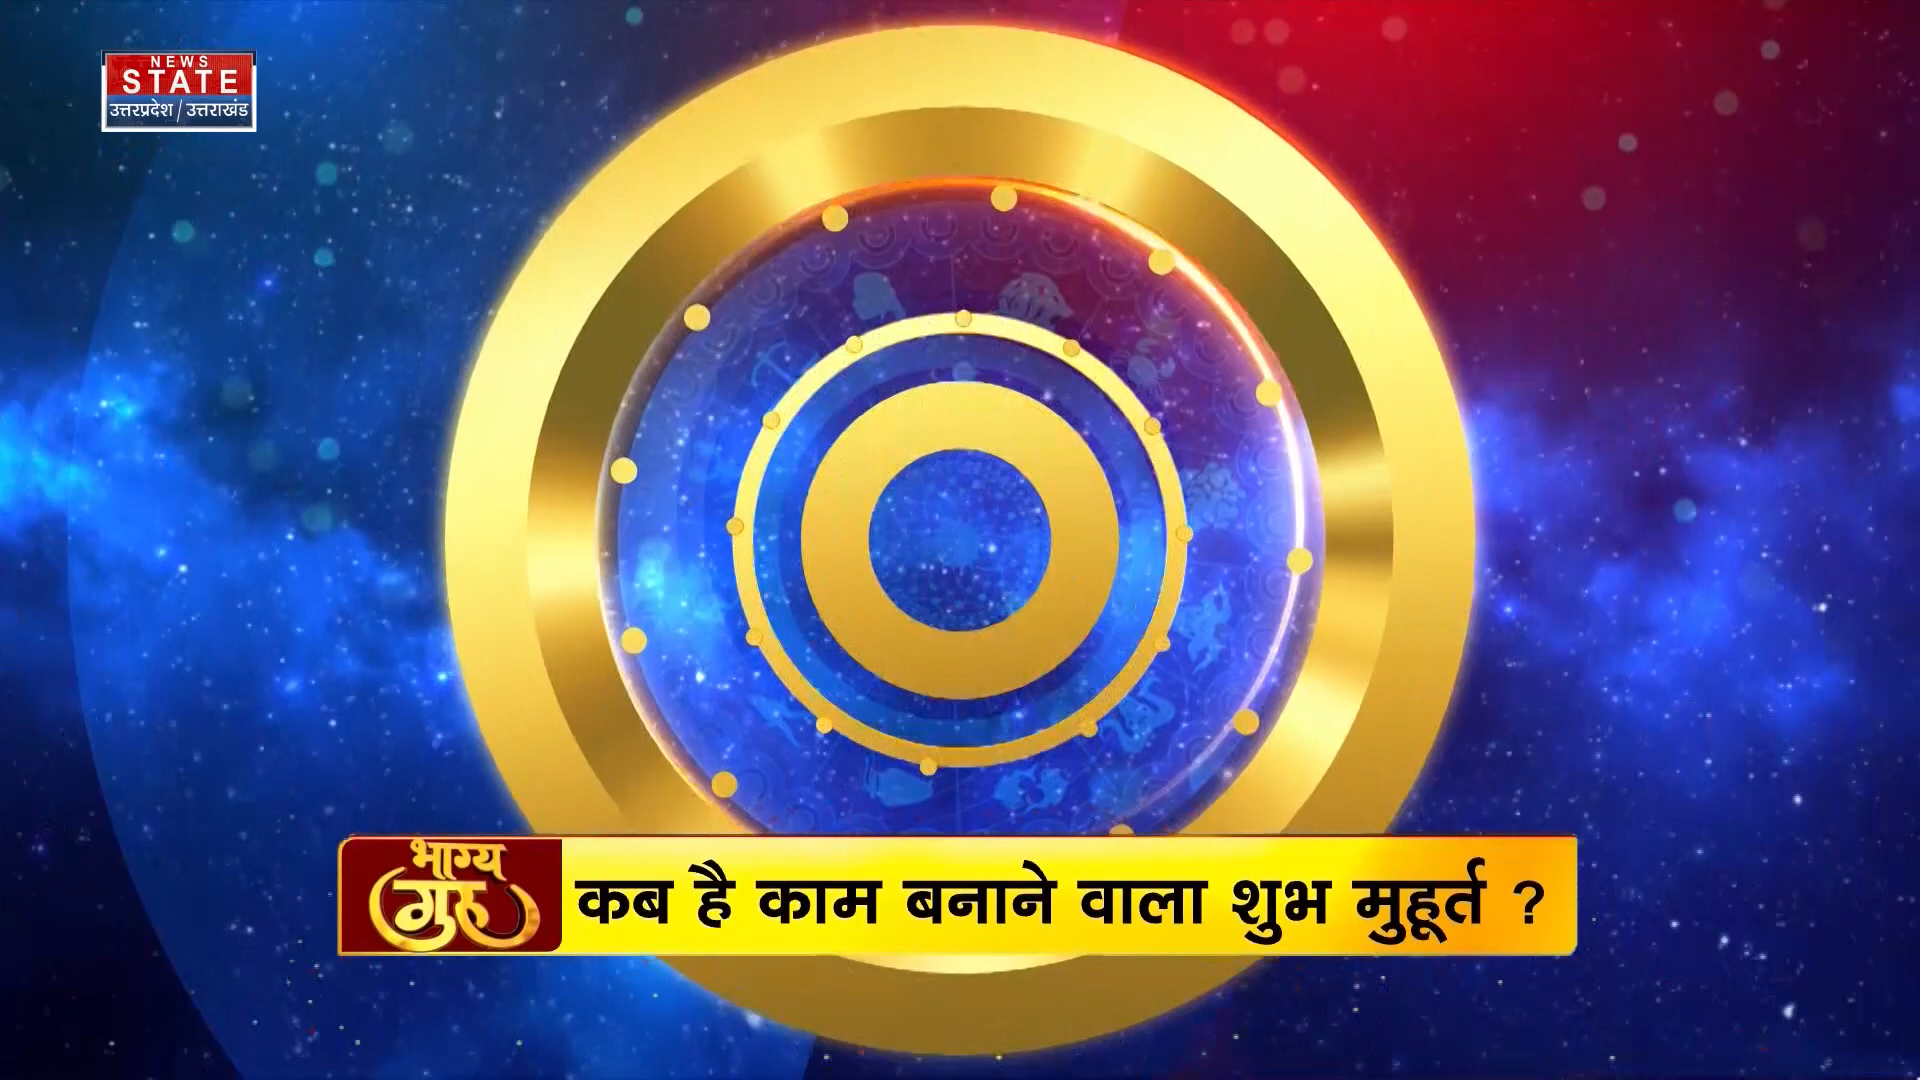 NEWS
STATE
उत्तरप्रदेश / उत्तराखंड
भाग्य
गुरु
कब है काम बनाने वाला शुभ मुहूर्त ?